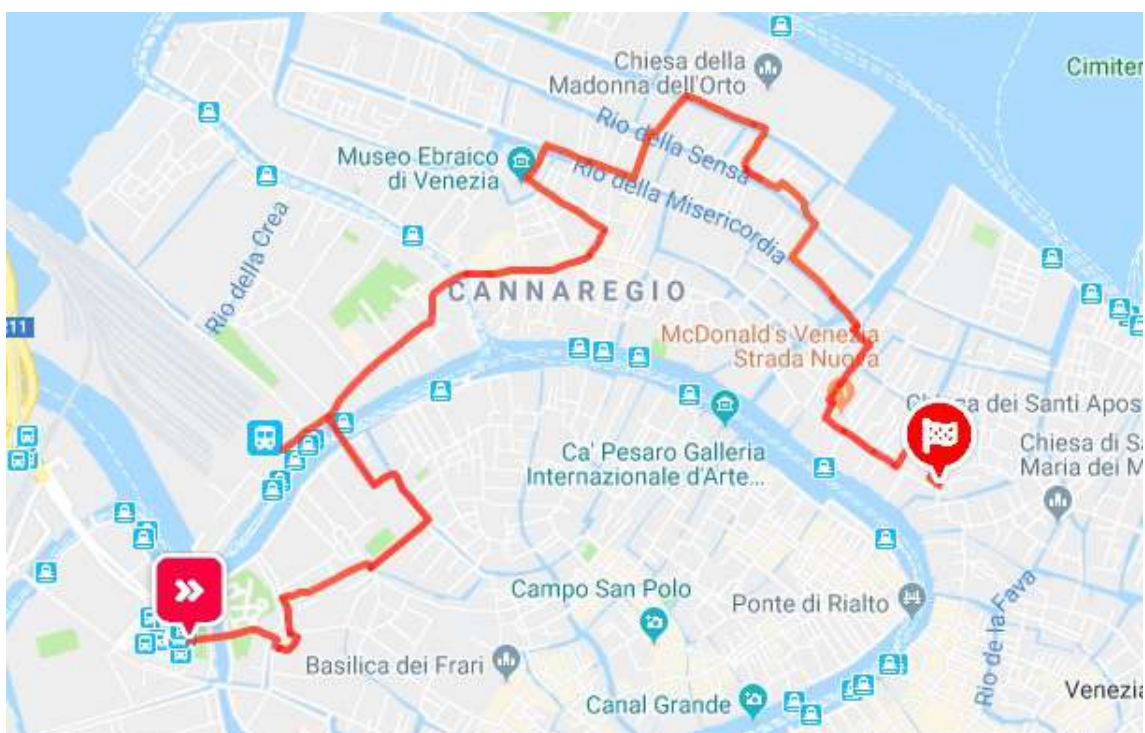 Chiesa della
Madonna dell'Orto
Cimiter
Rio della Sensa
Museo Ebraico
di Venezia
Rio della Misericordia
Rio della Crea
CANNAREGIO
11
McDonald's Venezia
Strada Nuova
Chiesa dei Santi Apost
Ca' Pesaro Galleria
Internazionale d'Arte...
Chiesa di Sa
Maria dei M
Campo San Polo
Ponte di Rialto
Rio de la Fava
Basilica dei Frari
Canal Grande
Venezia